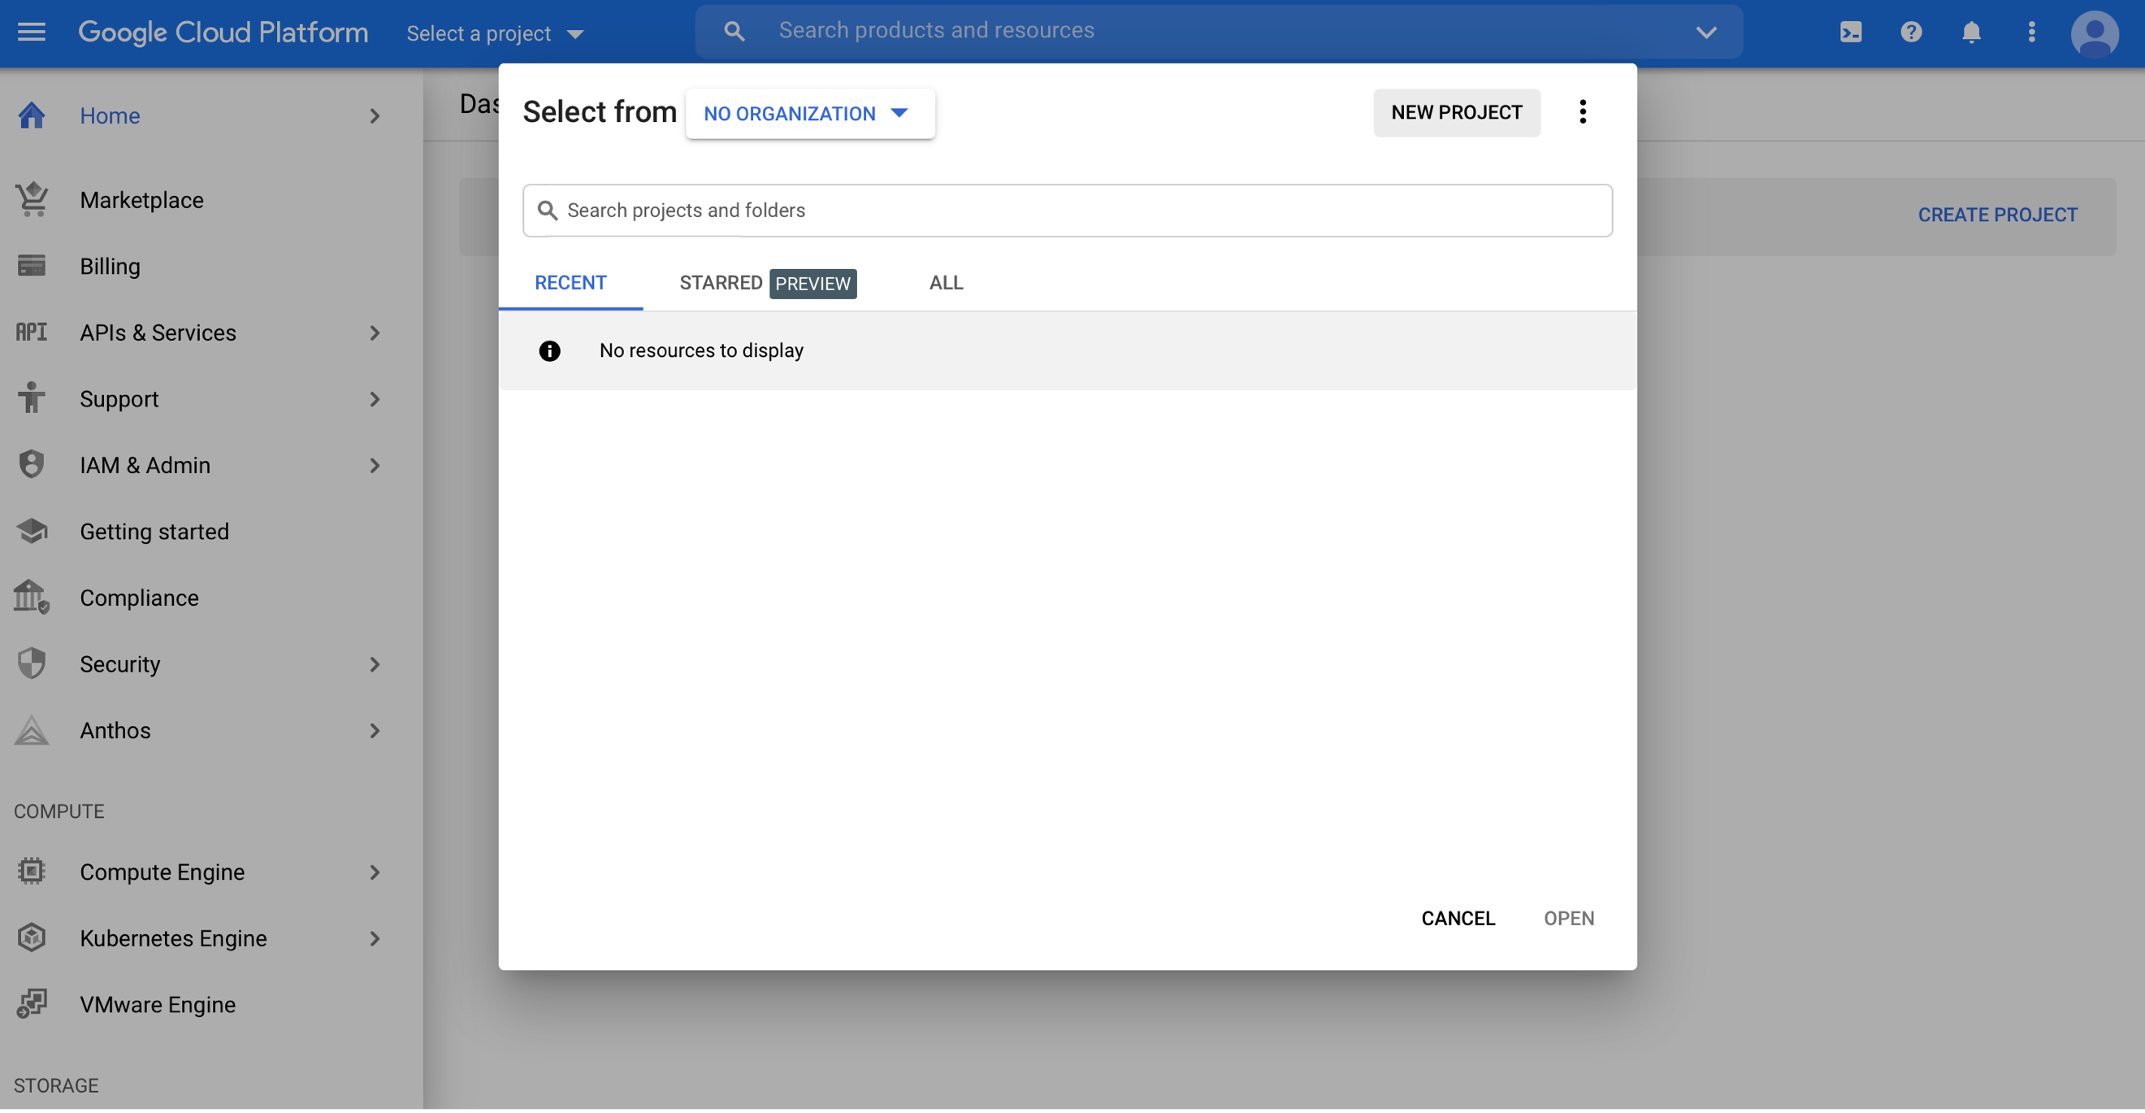 Google Cloud Platform
Select a project
Search products and resources
Home
Marketplace
Billing
API
APIs & Services
Support
IAM & Admin
Getting started
Compliance
Security
Anthos
COMPUTE
Compute Engine
Kubernetes Engine
VMware Engine
STORAGE
Das
CREATE PROJECT
Select from NO ORGANIZATION
NEW PROJECT
Search projects and folders
RECENT STARRED PREVIEW ALL
No resources to display
CANCEL OPEN